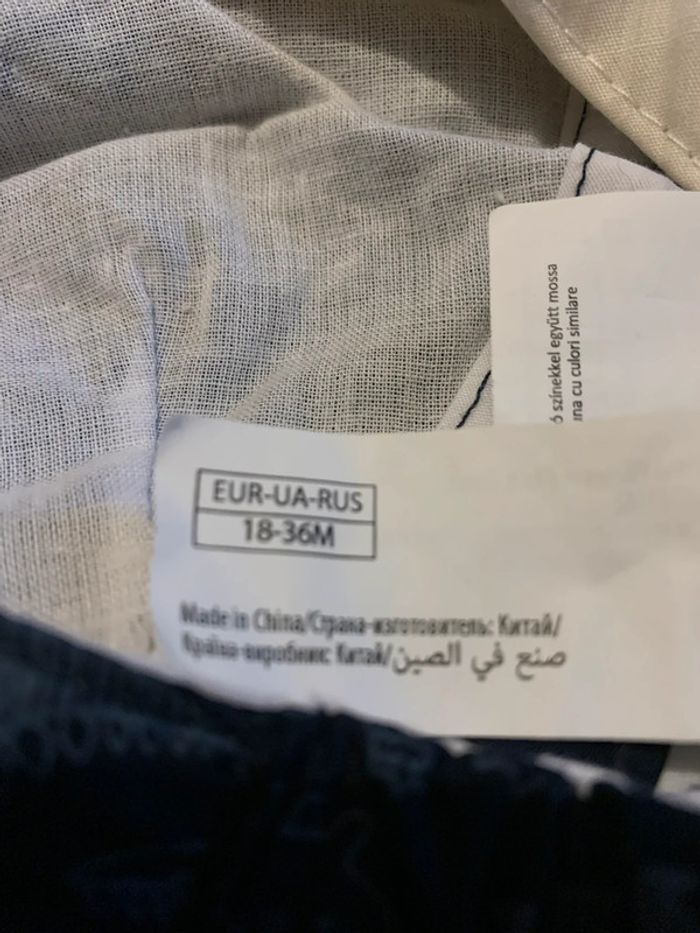 ó színekkel együtt mossa
na cu culori similare
EUR-UA-RUS
18-36M
Made in China/Страна-изготовитель: Китай/
Країна-виробник: Китай/صنع في الصين